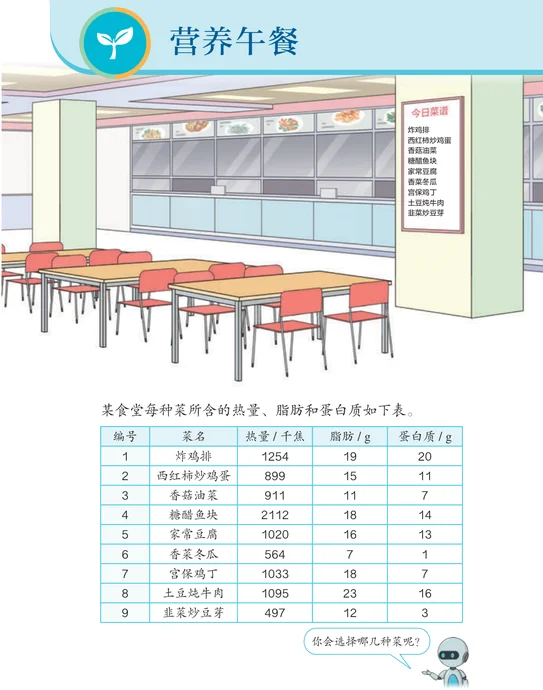 营养午餐
今日菜谱
炸鸡排
西红柿炒鸡蛋
香菇油菜
糖醋鱼块
家常豆腐
香菜冬瓜
宫保鸡丁
土豆炖牛肉
韭菜炒豆芽
某食堂每种菜所含的热量、脂肪和蛋白质如下表。
编号 菜名 热量/千焦 脂肪/g 蛋白质/g
1 炸鸡排 1254 19 20
2 西红柿炒鸡蛋 899 15 11
3 香菇油菜 911 11 7
4 糖醋鱼块 2112 18 14
5 家常豆腐 1020 16 13
6 香菜冬瓜 564 7 1
7 宫保鸡丁 1033 18 7
8 土豆炖牛肉 1095 23 16
9 韭菜炒豆芽 497 12 3
你会选择哪几种菜呢?